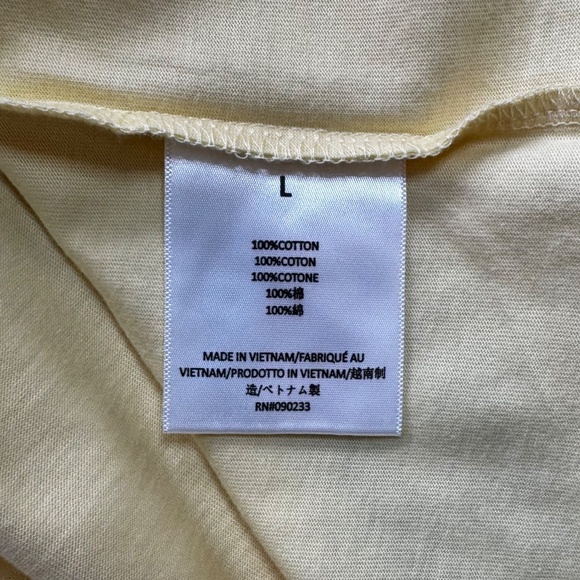 L
100%COTTON
100%COTON
100%COTONE
100%棉
100%綿
MADE IN VIETNAM/FABRIQUÉ AU
VIETNAM/PRODOTTO IN VIETNAM/越南制
造/ベトナム製
RN#090233